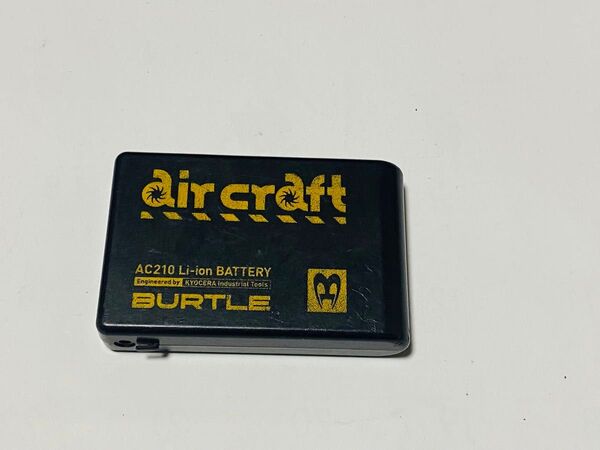 air craft
AC210 Li-ion BATTERY
Engineered by KYOCERA Industrial Tools
BURTLE